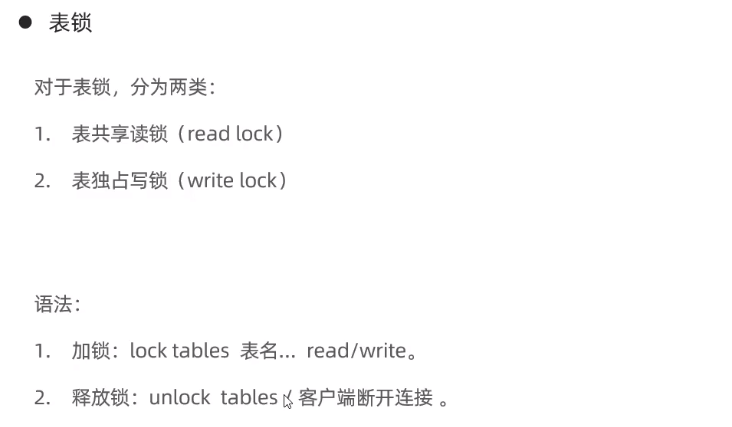 ● 表锁
对于表锁，分为两类：
1. 表共享读锁（read lock）
2. 表独占写锁（write lock）
语法：
1. 加锁：lock tables 表名... read/write。
2. 释放锁：unlock tables / 客户端断开连接 。